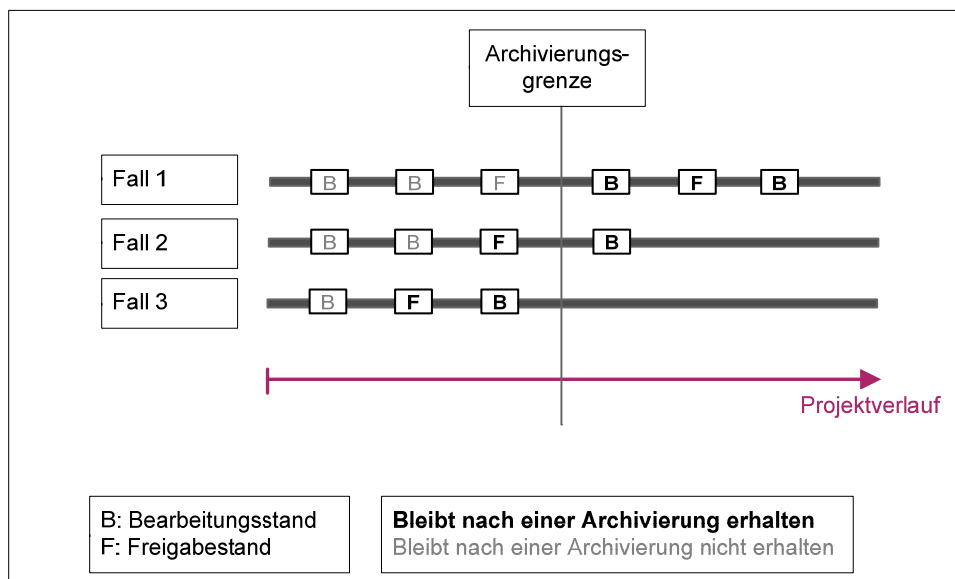 Archivierungs-
grenze
Fall 1
B B F B F B
Fall 2
B B F B
Fall 3
B F B
Projektverlauf
B: Bearbeitungsstand
F: Freigabestand
Bleibt nach einer Archivierung erhalten
Bleibt nach einer Archivierung nicht erhalten